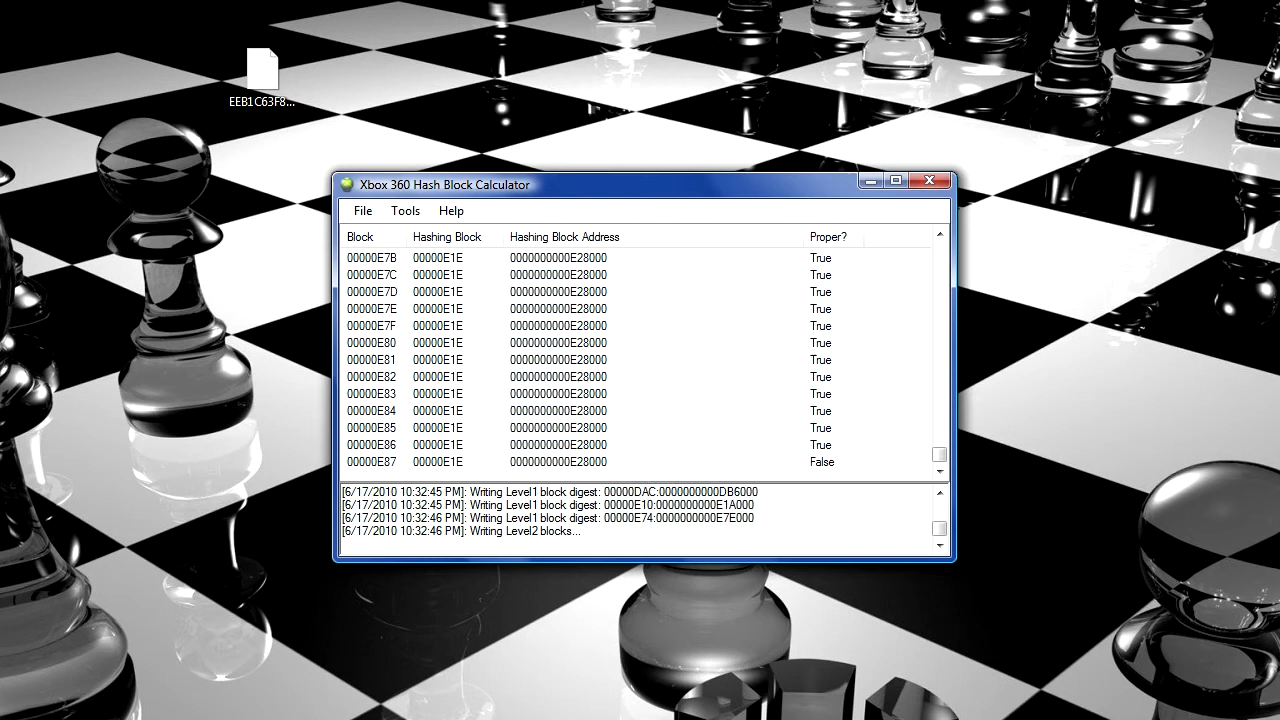 EEB1C63F8...
Xbox 360 Hash Block Calculator
File Tools Help
Block Hashing Block Hashing Block Address Proper?
00000E7B 00000E1E 0000000000E28000 True
00000E7C 00000E1E 0000000000E28000 True
00000E7D 00000E1E 0000000000E28000 True
00000E7E 00000E1E 0000000000E28000 True
00000E7F 00000E1E 0000000000E28000 True
00000E80 00000E1E 0000000000E28000 True
00000E81 00000E1E 0000000000E28000 True
00000E82 00000E1E 0000000000E28000 True
00000E83 00000E1E 0000000000E28000 True
00000E84 00000E1E 0000000000E28000 True
00000E85 00000E1E 0000000000E28000 True
00000E86 00000E1E 0000000000E28000 True
00000E87 00000E1E 0000000000E28000 False
[6/17/2010 10:32:45 PM]: Writing Level1 block digest: 00000DAC:0000000000DB6000
[6/17/2010 10:32:45 PM]: Writing Level1 block digest: 00000E10:0000000000E1A000
[6/17/2010 10:32:46 PM]: Writing Level1 block digest: 00000E74:0000000000E7E000
[6/17/2010 10:32:46 PM]: Writing Level2 blocks...